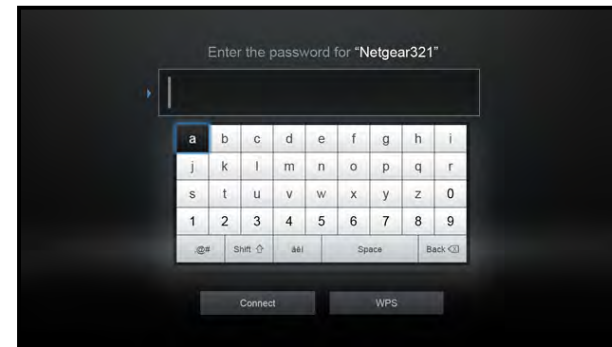 Enter the password for “Netgear321”
a b c d e f g h i
j k l m n o p q r
s t u v w x y z 0
1 2 3 4 5 6 7 8 9
.@# Shift áêì Space Back
Connect WPS